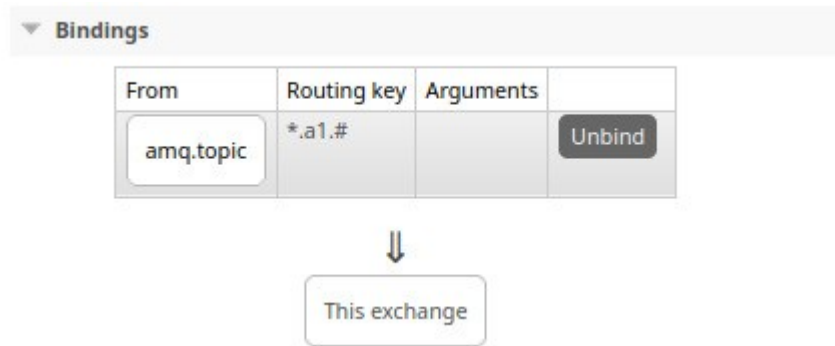 Bindings
From Routing key Arguments
amq.topic *.a1.# Unbind
This exchange